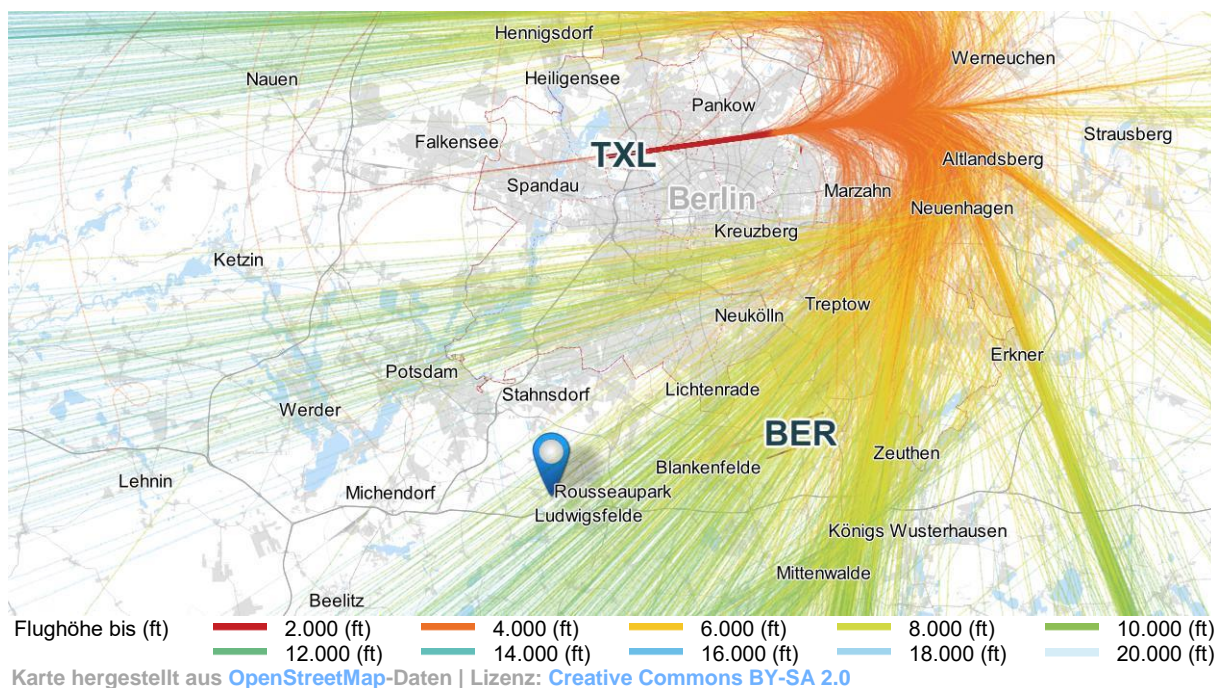 Hennigsdorf
Werneuchen
Nauen
Heiligensee
Pankow
Strausberg
Falkensee
TXL
Altlandsberg
Spandau
Marzahn
Berlin
Neuenhagen
Kreuzberg
Ketzin
Treptow
Neukölln
Erkner
Potsdam
Stahnsdorf
Lichtenrade
Werder
BER
Zeuthen
Blankenfelde
Lehnin
Michendorf
Rousseaupark
Ludwigsfelde
Königs Wusterhausen
Mittenwalde
Beelitz
Flughöhe bis (ft) 2.000 (ft) 4.000 (ft) 6.000 (ft) 8.000 (ft) 10.000 (ft)
12.000 (ft) 14.000 (ft) 16.000 (ft) 18.000 (ft) 20.000 (ft)
Karte hergestellt aus OpenStreetMap-Daten | Lizenz: Creative Commons BY-SA 2.0